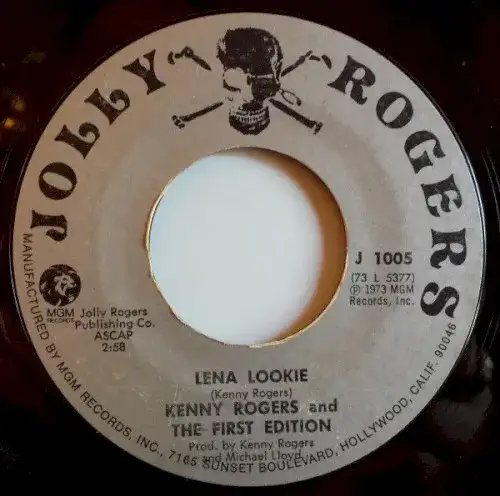 JOLLY ROGERS
J 1005
(73 L 5377)
℗ 1973 MGM
Records, Inc.
MGM
RECORDS
Jolly Rogers
Publishing Co.
ASCAP
2:58
LENA LOOKIE
(Kenny Rogers)
KENNY ROGERS and
THE FIRST EDITION
Prod. by Kenny Rogers
and Michael Lloyd
MANUFACTURED BY MGM RECORDS, INC., 7165 SUNSET BOULEVARD, HOLLYWOOD, CALIF. 90046